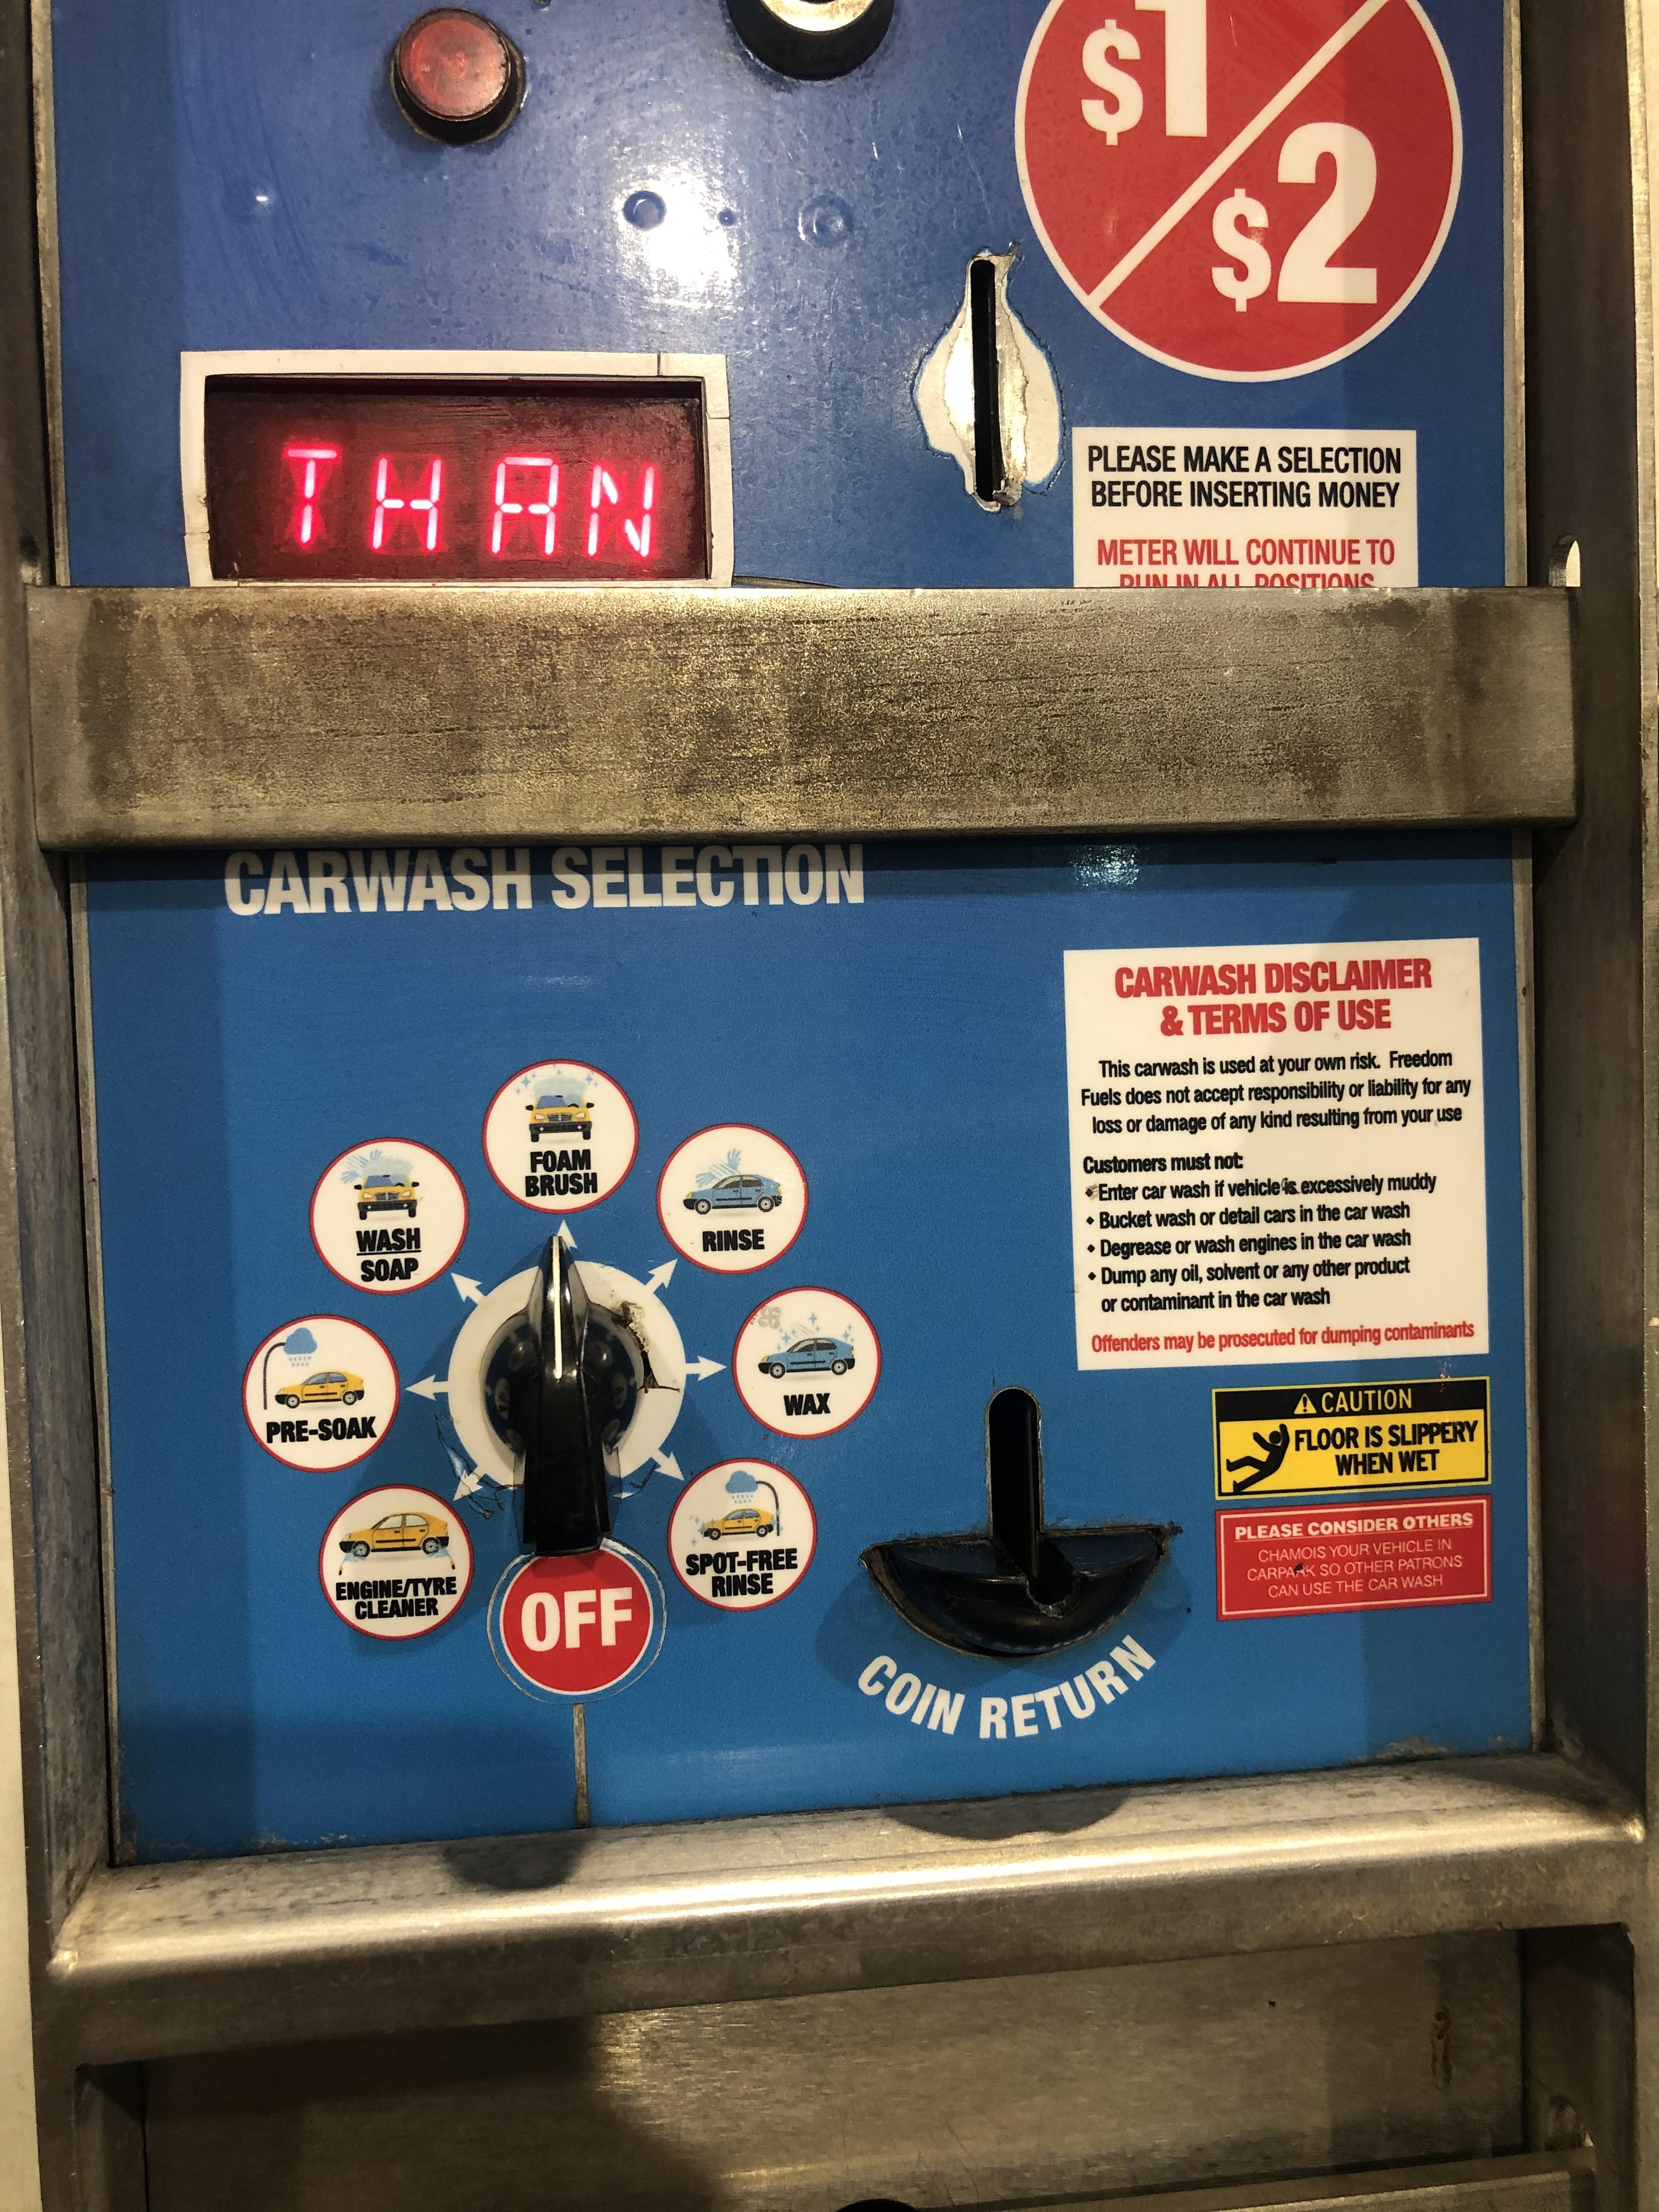 $1
$2
THAN
PLEASE MAKE A SELECTION
BEFORE INSERTING MONEY
METER WILL CONTINUE TO
RUN IN ALL POSITIONS
CARWASH SELECTION
CARWASH DISCLAIMER
& TERMS OF USE
This carwash is used at your own risk. Freedom
Fuels does not accept responsibility or liability for any
loss or damage of any kind resulting from your use
Customers must not:
• Enter car wash if vehicle is excessively muddy
• Bucket wash or detail cars in the car wash
• Degrease or wash engines in the car wash
• Dump any oil, solvent or any other product
or contaminant in the car wash
Offenders may be prosecuted for dumping contaminants
FOAM
BRUSH
WASH
SOAP
RINSE
PRE-SOAK
WAX
ENGINE/TYRE
CLEANER
SPOT-FREE
RINSE
OFF
COIN RETURN
CAUTION
FLOOR IS SLIPPERY
WHEN WET
PLEASE CONSIDER OTHERS
CHAMOIS YOUR VEHICLE IN
CARPARK SO OTHER PATRONS
CAN USE THE CAR WASH